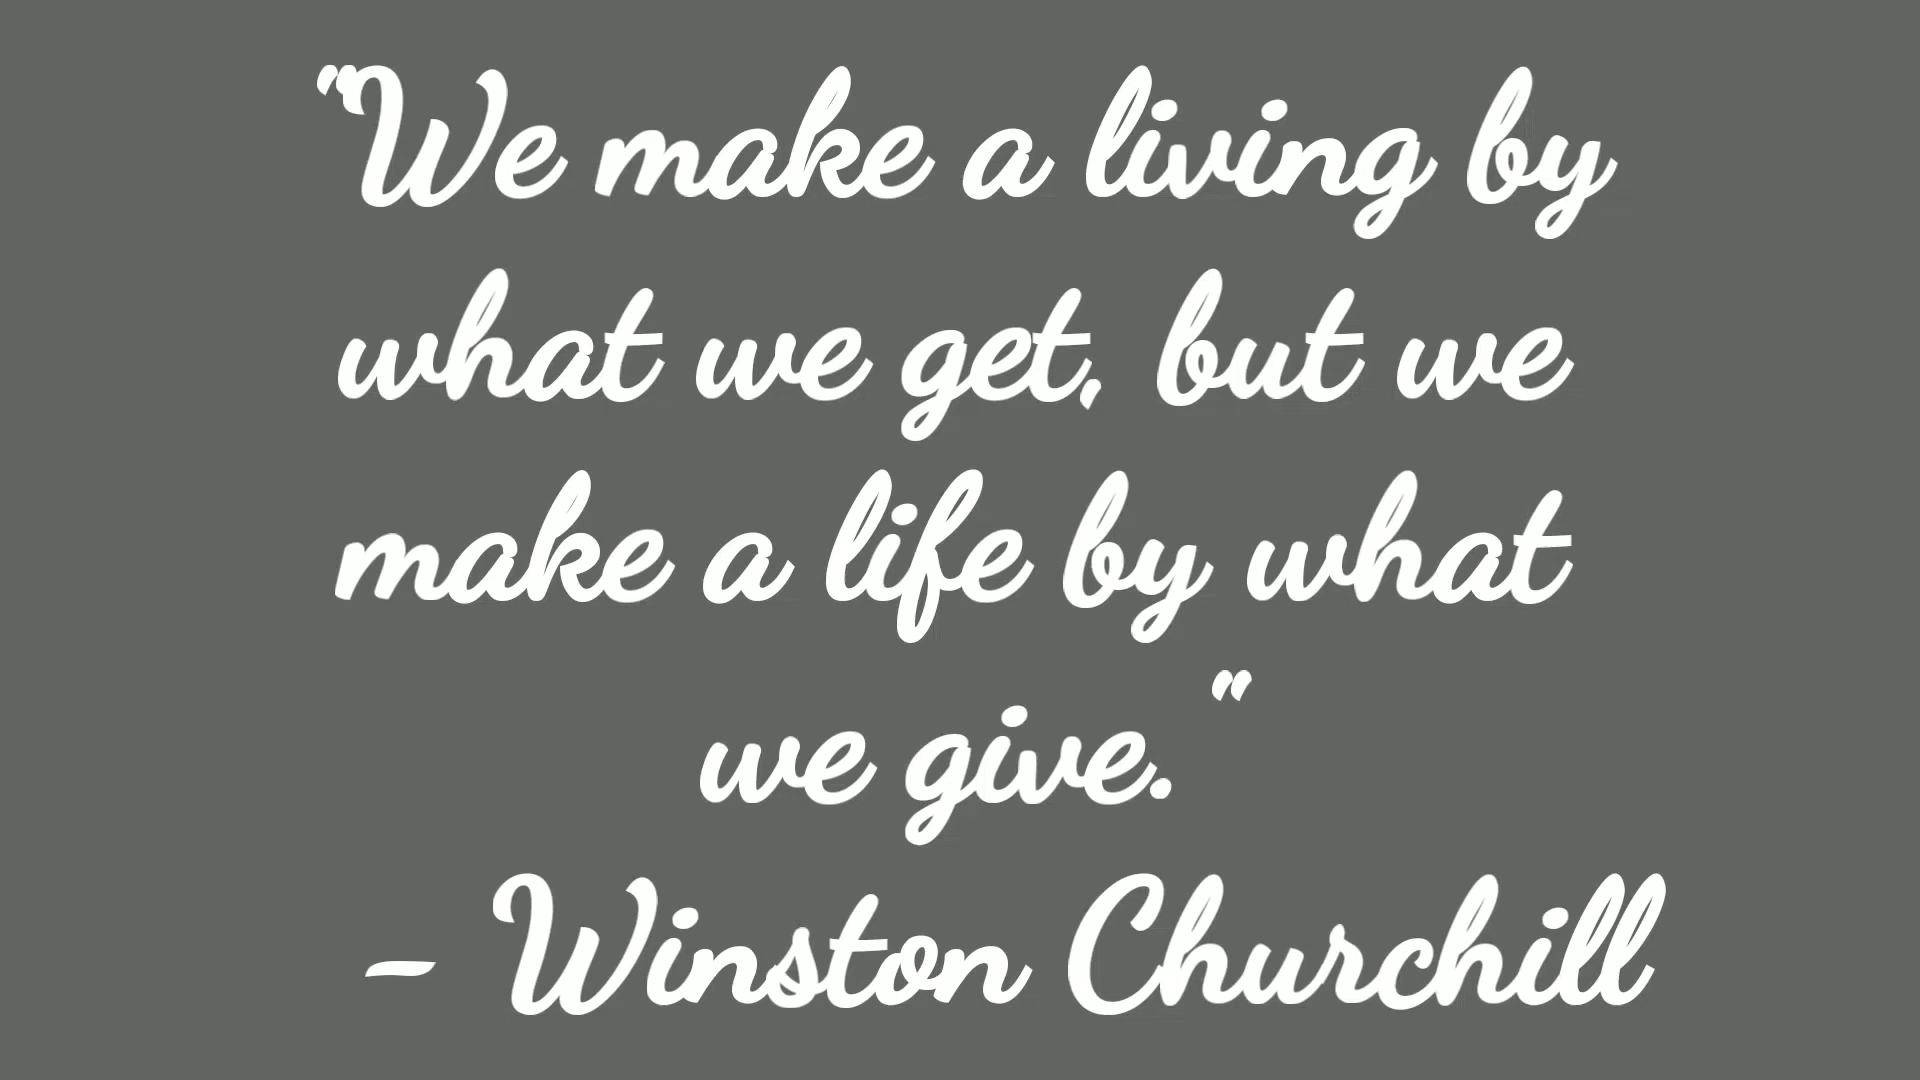 “We make a living by
what we get, but we
make a life by what
we give.“
– Winston Churchill